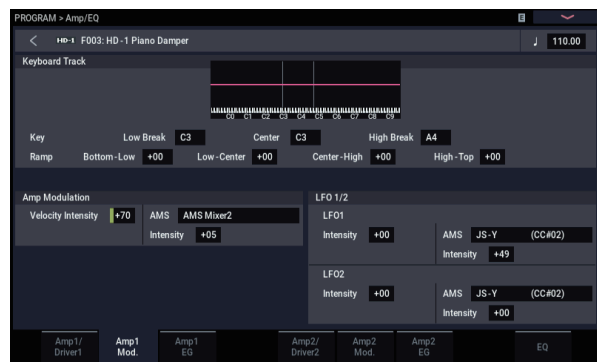 PROGRAM > Amp/EQ E
HD-1 F003: HD-1 Piano Damper ♩ 110.00
Keyboard Track
C0 C1 C2 C3 C4 C5 C6 C7 C8 C9
Key Low Break C3 Center C3 High Break A4
Ramp Bottom-Low +00 Low-Center +00 Center-High +00 High-Top +00
Amp Modulation
Velocity Intensity +70 AMS AMS Mixer2
Intensity +05
LFO 1/2
LFO1
Intensity +00 AMS JS-Y (CC#02)
Intensity +49
LFO2
Intensity +00 AMS JS-Y (CC#02)
Intensity +00
Amp1/ Driver1
Amp1 Mod.
Amp1 EG
Amp2/ Driver2
Amp2 Mod.
Amp2 EG
EQ